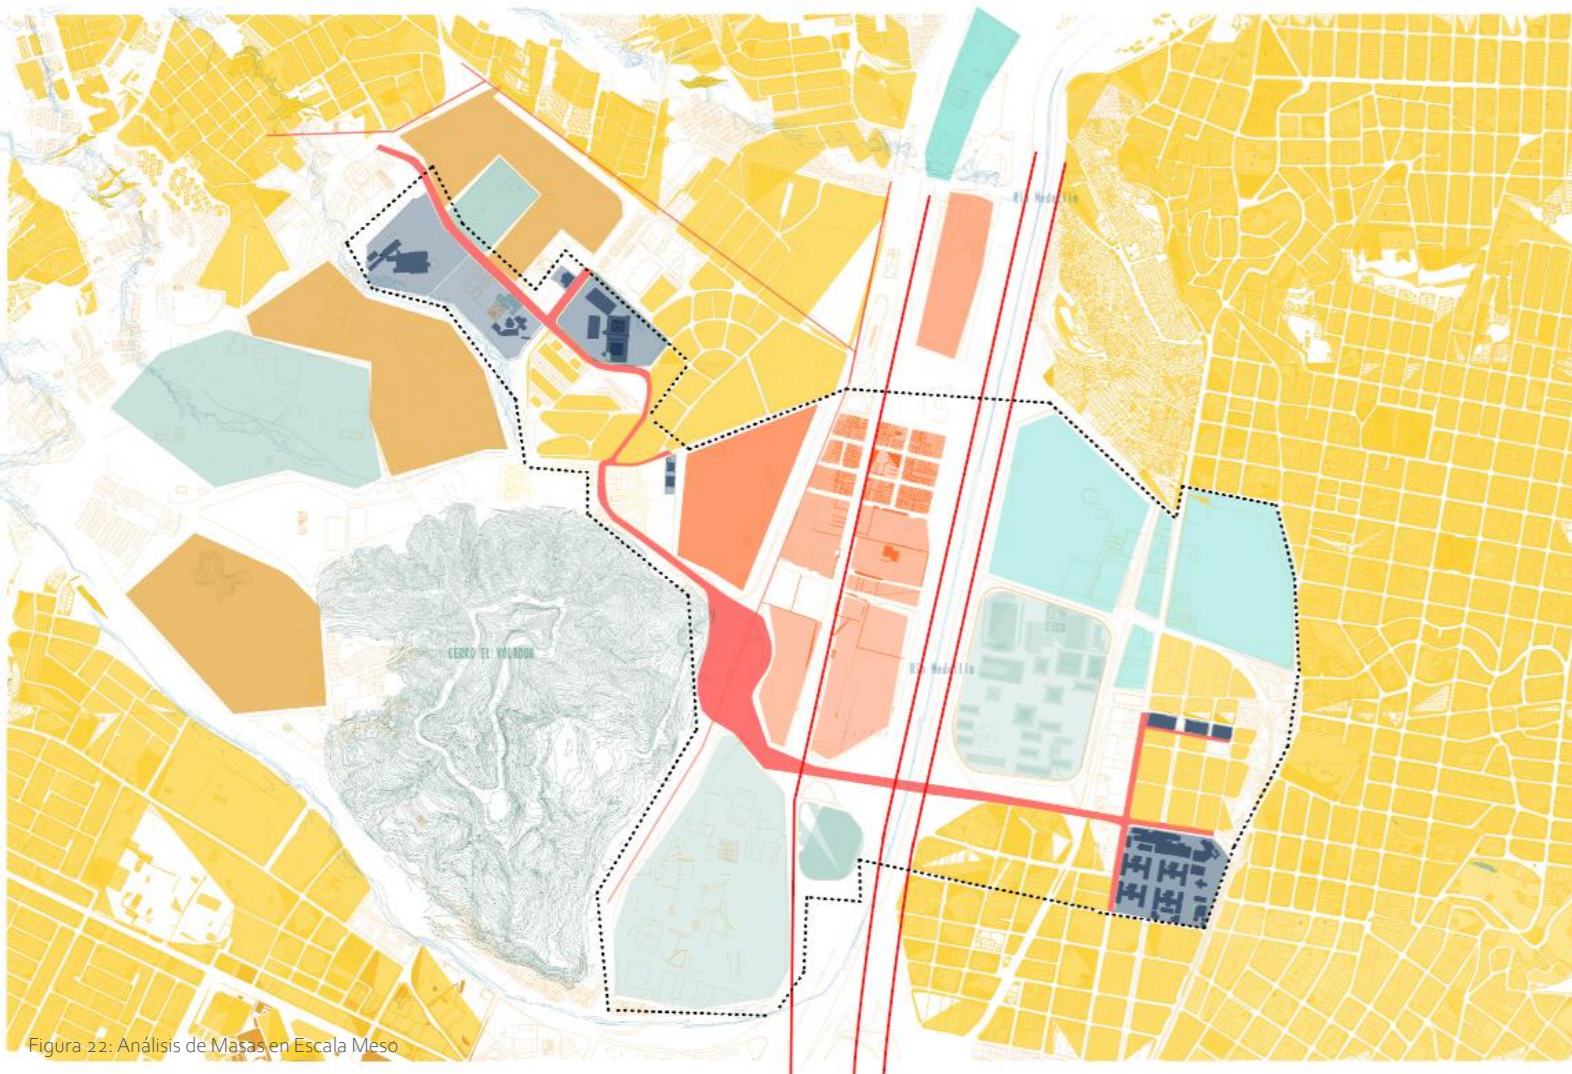 Río Medellín
CERRO EL VOLADOR
Río Medellín
Figura 22: Análisis de Masas en Escala Meso